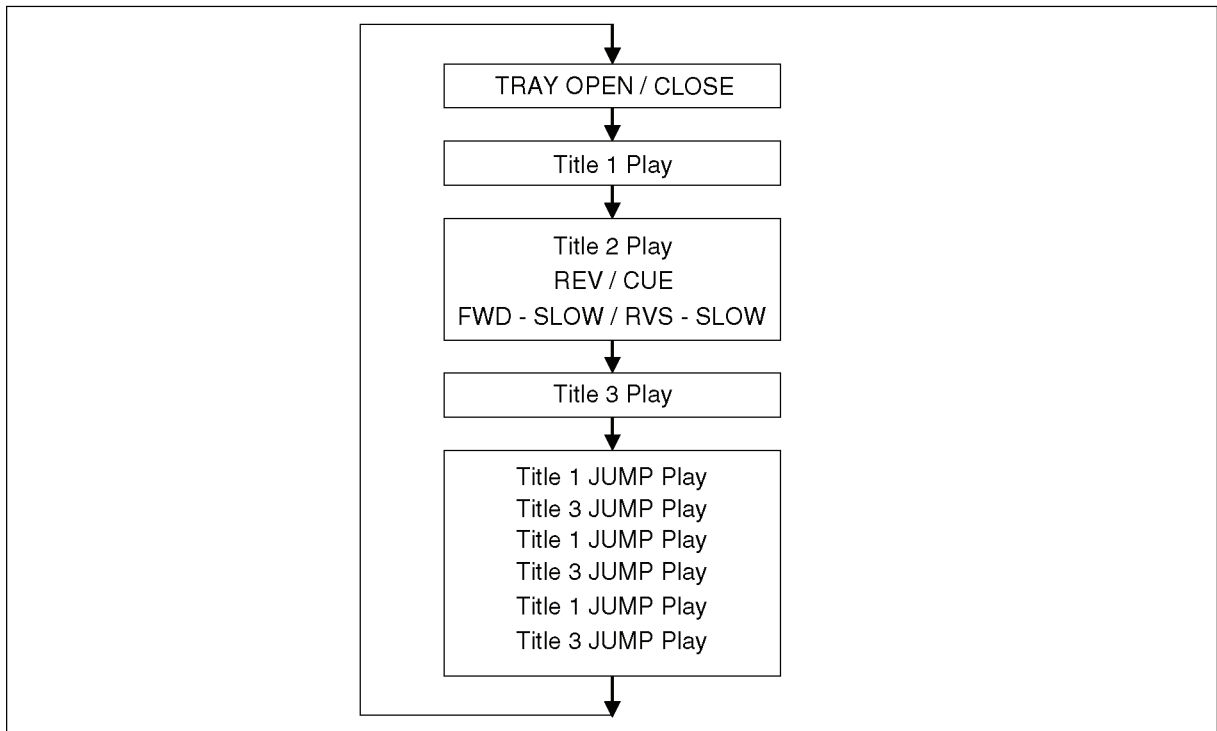 TRAY OPEN / CLOSE
Title 1 Play
Title 2 Play
REV / CUE
FWD - SLOW / RVS - SLOW
Title 3 Play
Title 1 JUMP Play
Title 3 JUMP Play
Title 1 JUMP Play
Title 3 JUMP Play
Title 1 JUMP Play
Title 3 JUMP Play